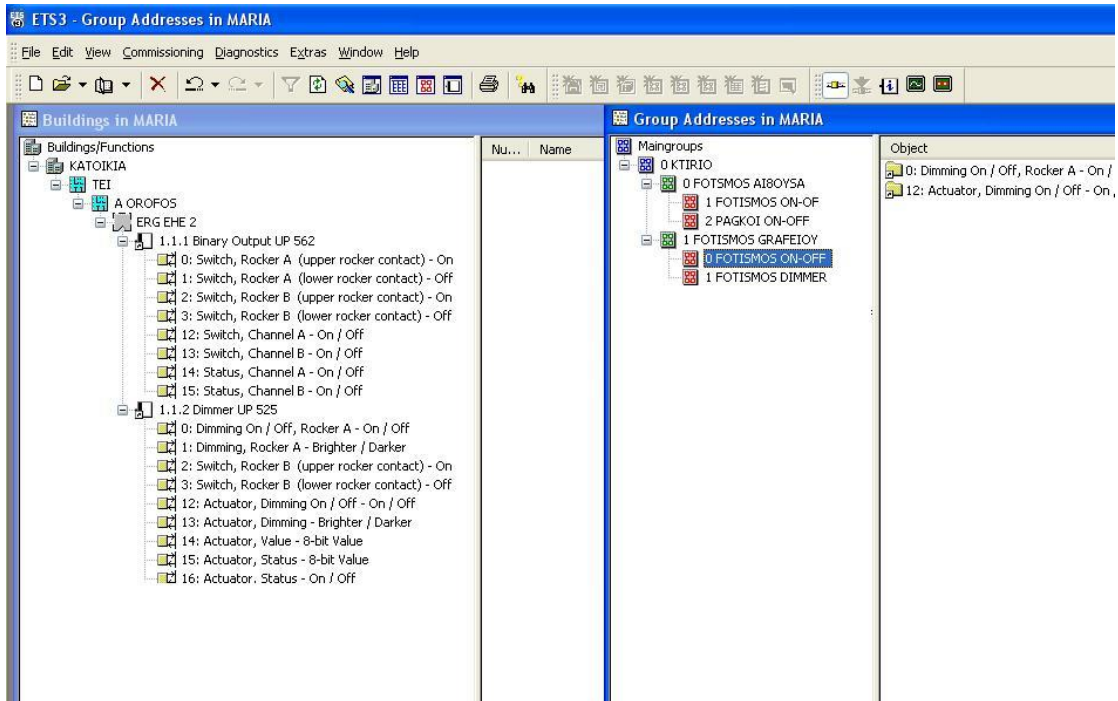 ETS3 - Group Addresses in MARIA
File Edit View Commissioning Diagnostics Extras Window Help
Buildings in MARIA
Buildings/Functions
KATOIKIA
TEI
A OROFOS
ERG EHE 2
1.1.1 Binary Output UP 562
0: Switch, Rocker A (upper rocker contact) - On
1: Switch, Rocker A (lower rocker contact) - Off
2: Switch, Rocker B (upper rocker contact) - On
3: Switch, Rocker B (lower rocker contact) - Off
12: Switch, Channel A - On / Off
13: Switch, Channel B - On / Off
14: Status, Channel A - On / Off
15: Status, Channel B - On / Off
1.1.2 Dimmer UP 525
0: Dimming On / Off, Rocker A - On / Off
1: Dimming, Rocker A - Brighter / Darker
2: Switch, Rocker B (upper rocker contact) - On
3: Switch, Rocker B (lower rocker contact) - Off
12: Actuator, Dimming On / Off - On / Off
13: Actuator, Dimming - Brighter / Darker
14: Actuator, Value - 8-bit Value
15: Actuator, Status - 8-bit Value
16: Actuator. Status - On / Off
Nu... Name
Group Addresses in MARIA
Maingroups
0 KTIRIO
0 FOTSMOS AI8OYSA
1 FOTISMOS ON-OF
2 PAGKOI ON-OFF
1 FOTISMOS GRAFEIOY
0 FOTISMOS ON-OFF
1 FOTISMOS DIMMER
Object
0: Dimming On / Off, Rocker A - On /
12: Actuator, Dimming On / Off - On /